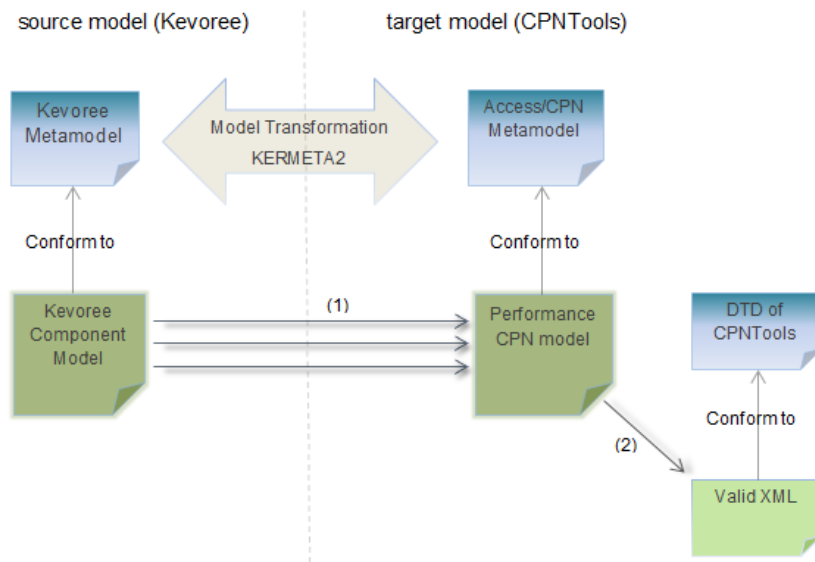 source model (Kevoree)
target model (CPNTools)
Kevoree
Metamodel
Model Transformation
KERMETA2
Access/CPN
Metamodel
Conform to
Conform to
Kevoree
Component
Model
(1)
Performance
CPN model
DTD of
CPNTools
(2)
Conform to
Valid XML